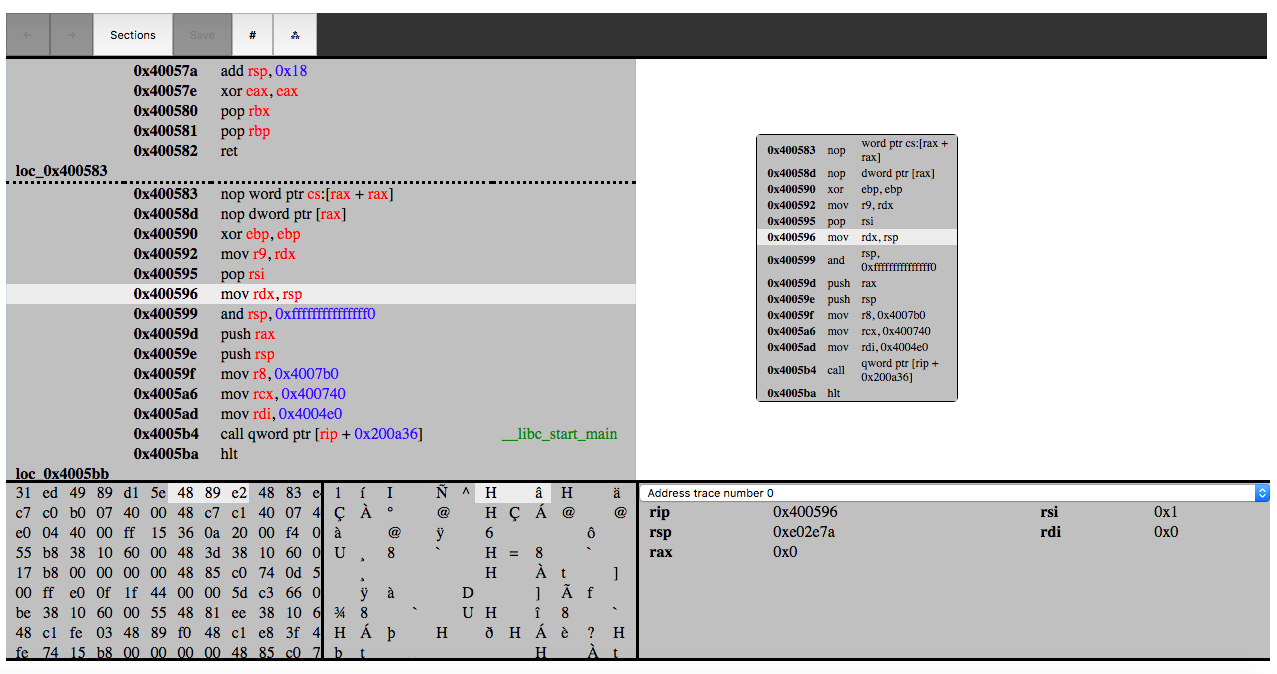 ← → Sections Save # ⁂
0x40057a add rsp, 0x18
0x40057e xor eax, eax
0x400580 pop rbx
0x400581 pop rbp
0x400582 ret
loc_0x400583
0x400583 nop word ptr cs:[rax + rax]
0x40058d nop dword ptr [rax]
0x400590 xor ebp, ebp
0x400592 mov r9, rdx
0x400595 pop rsi
0x400596 mov rdx, rsp
0x400599 and rsp, 0xfffffffffffffff0
0x40059d push rax
0x40059e push rsp
0x40059f mov r8, 0x4007b0
0x4005a6 mov rcx, 0x400740
0x4005ad mov rdi, 0x4004e0
0x4005b4 call qword ptr [rip + 0x200a36] __libc_start_main
0x4005ba hlt
loc_0x4005bb
0x400583 nop word ptr cs:[rax +
rax]
0x40058d nop dword ptr [rax]
0x400590 xor ebp, ebp
0x400592 mov r9, rdx
0x400595 pop rsi
0x400596 mov rdx, rsp
0x400599 and rsp,
0xfffffffffffffff0
0x40059d push rax
0x40059e push rsp
0x40059f mov r8, 0x4007b0
0x4005a6 mov rcx, 0x400740
0x4005ad mov rdi, 0x4004e0
0x4005b4 call qword ptr [rip +
0x200a36]
0x4005ba hlt
31 ed 49 89 d1 5e 48 89 e2 48 83 e
c7 c0 b0 07 40 00 48 c7 c1 40 07 4
e0 04 40 00 ff 15 36 0a 20 00 f4 0
55 b8 38 10 60 00 48 3d 38 10 60 0
17 b8 00 00 00 00 48 85 c0 74 0d 5
00 ff e0 0f 1f 44 00 00 5d c3 66 0
be 38 10 60 00 55 48 81 ee 38 10 6
48 c1 fe 03 48 89 f0 48 c1 e8 3f 4
fe 74 15 b8 00 00 00 00 48 85 c0 7
1 í I Ñ ^ H â H ä
Ç À ° @ H Ç Á @ @
à @ ÿ 6 ô
U ¸ 8 ` H = 8 `
¸ H À t ]
ÿ à D ] Ã f
¾ 8 ` U H î 8 `
H Á þ H ð H Á è ? H
þ t H À t
Address trace number 0
rip 0x400596 rsi 0x1
rsp 0xe02e7a rdi 0x0
rax 0x0